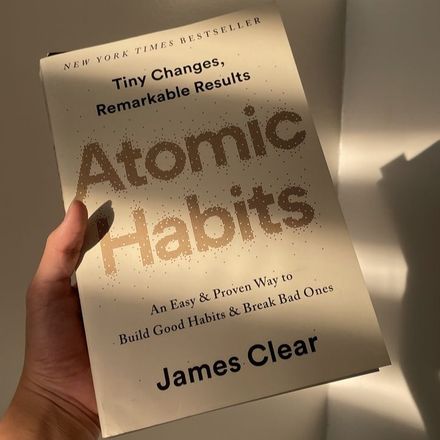 NEW YORK TIMES BESTSELLER
Tiny Changes,
Remarkable Results
Atomic
Habits
An Easy & Proven Way to
Build Good Habits & Break Bad Ones
James Clear